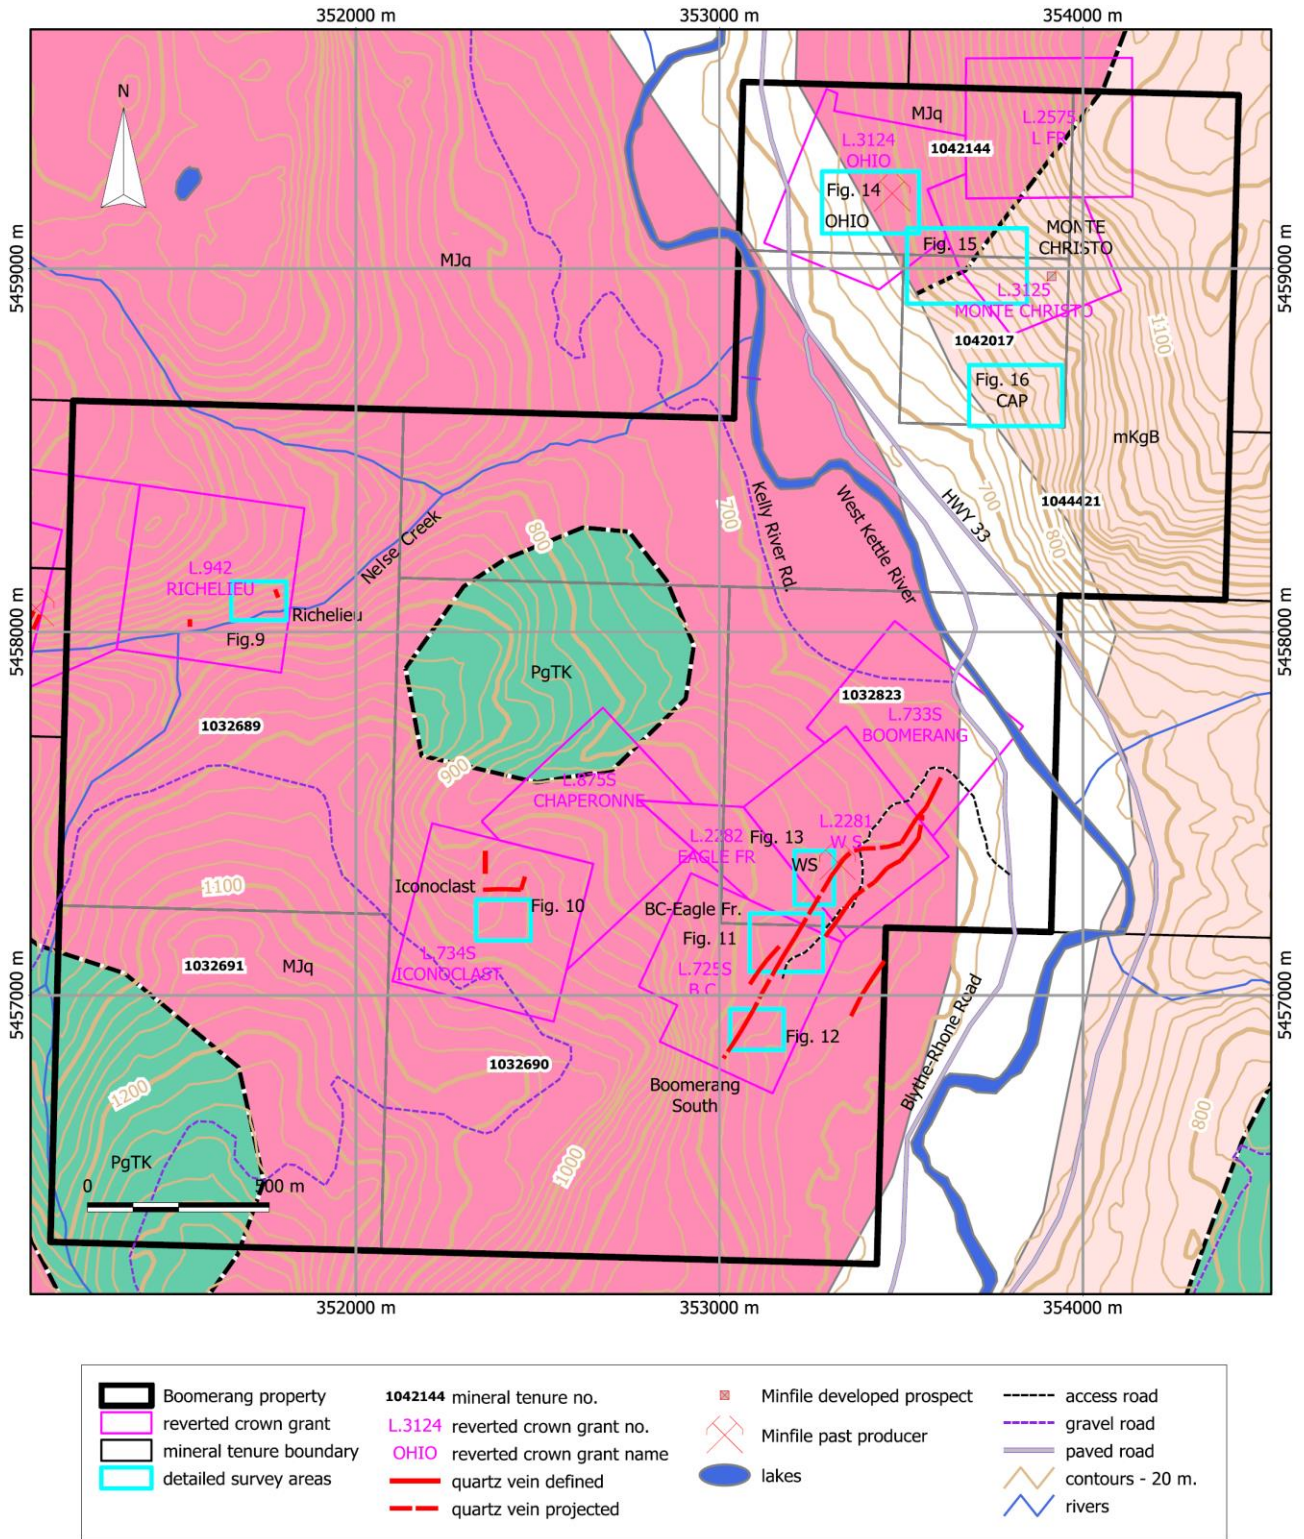 352000 m
353000 m
354000 m
N
MJq
L.3124
OHIO
1042144
L.2575
L FR
Fig. 14
OHIO
MONTE
CHRISTO
Fig. 15
5459000 m
5459000 m
MJq
L.3125
MONTE CHRISTO
1042017
1100
Fig. 16
CAP
mKgB
700
700
1044421
HWY 33
800
Kelly River Rd.
West Kettle River
800
Nelse Creek
L.942
RICHELIEU
Richelieu
Fig.9
5458000 m
5458000 m
PgTK
1032823
L.733S
BOOMERANG
1032689
900
L.875S
CHAPERONNE
L.2282
EAGLE FR
Fig. 13
L.2281
W S
WS
1100
Iconoclast
Fig. 10
BC-Eagle Fr.
Fig. 11
L.734S
ICONOCLAST
L.725S
B C
1032691
MJq
5457000 m
5457000 m
Fig. 12
1032690
Blythe-Rhone Road
Boomerang
South
1200
1000
800
PgTK
0
500 m
352000 m
353000 m
354000 m
Boomerang property
reverted crown grant
mineral tenure boundary
detailed survey areas
1042144 mineral tenure no.
L.3124 reverted crown grant no.
OHIO reverted crown grant name
quartz vein defined
quartz vein projected
Minfile developed prospect
Minfile past producer
lakes
access road
gravel road
paved road
contours - 20 m.
rivers